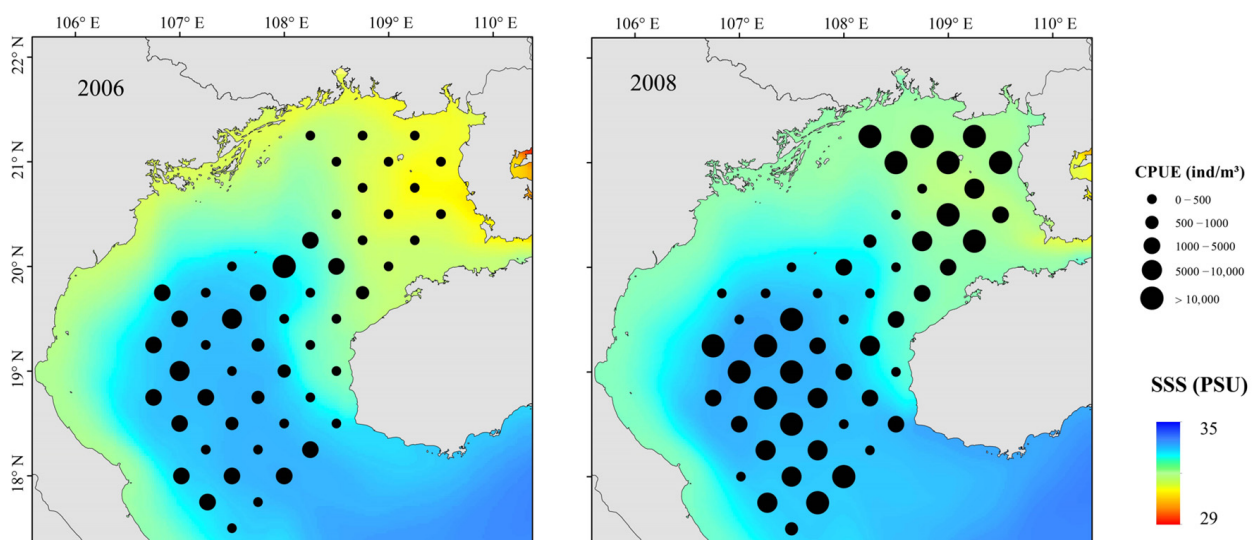 106° E 107° E 108° E 109° E 110° E
106° E 107° E 108° E 109° E 110° E
22° N
21° N
20° N
19° N
18° N
2006
2008
CPUE (ind/m³)
0 – 500
500 – 1000
1000 – 5000
5000 – 10,000
> 10,000
SSS (PSU)
35
29